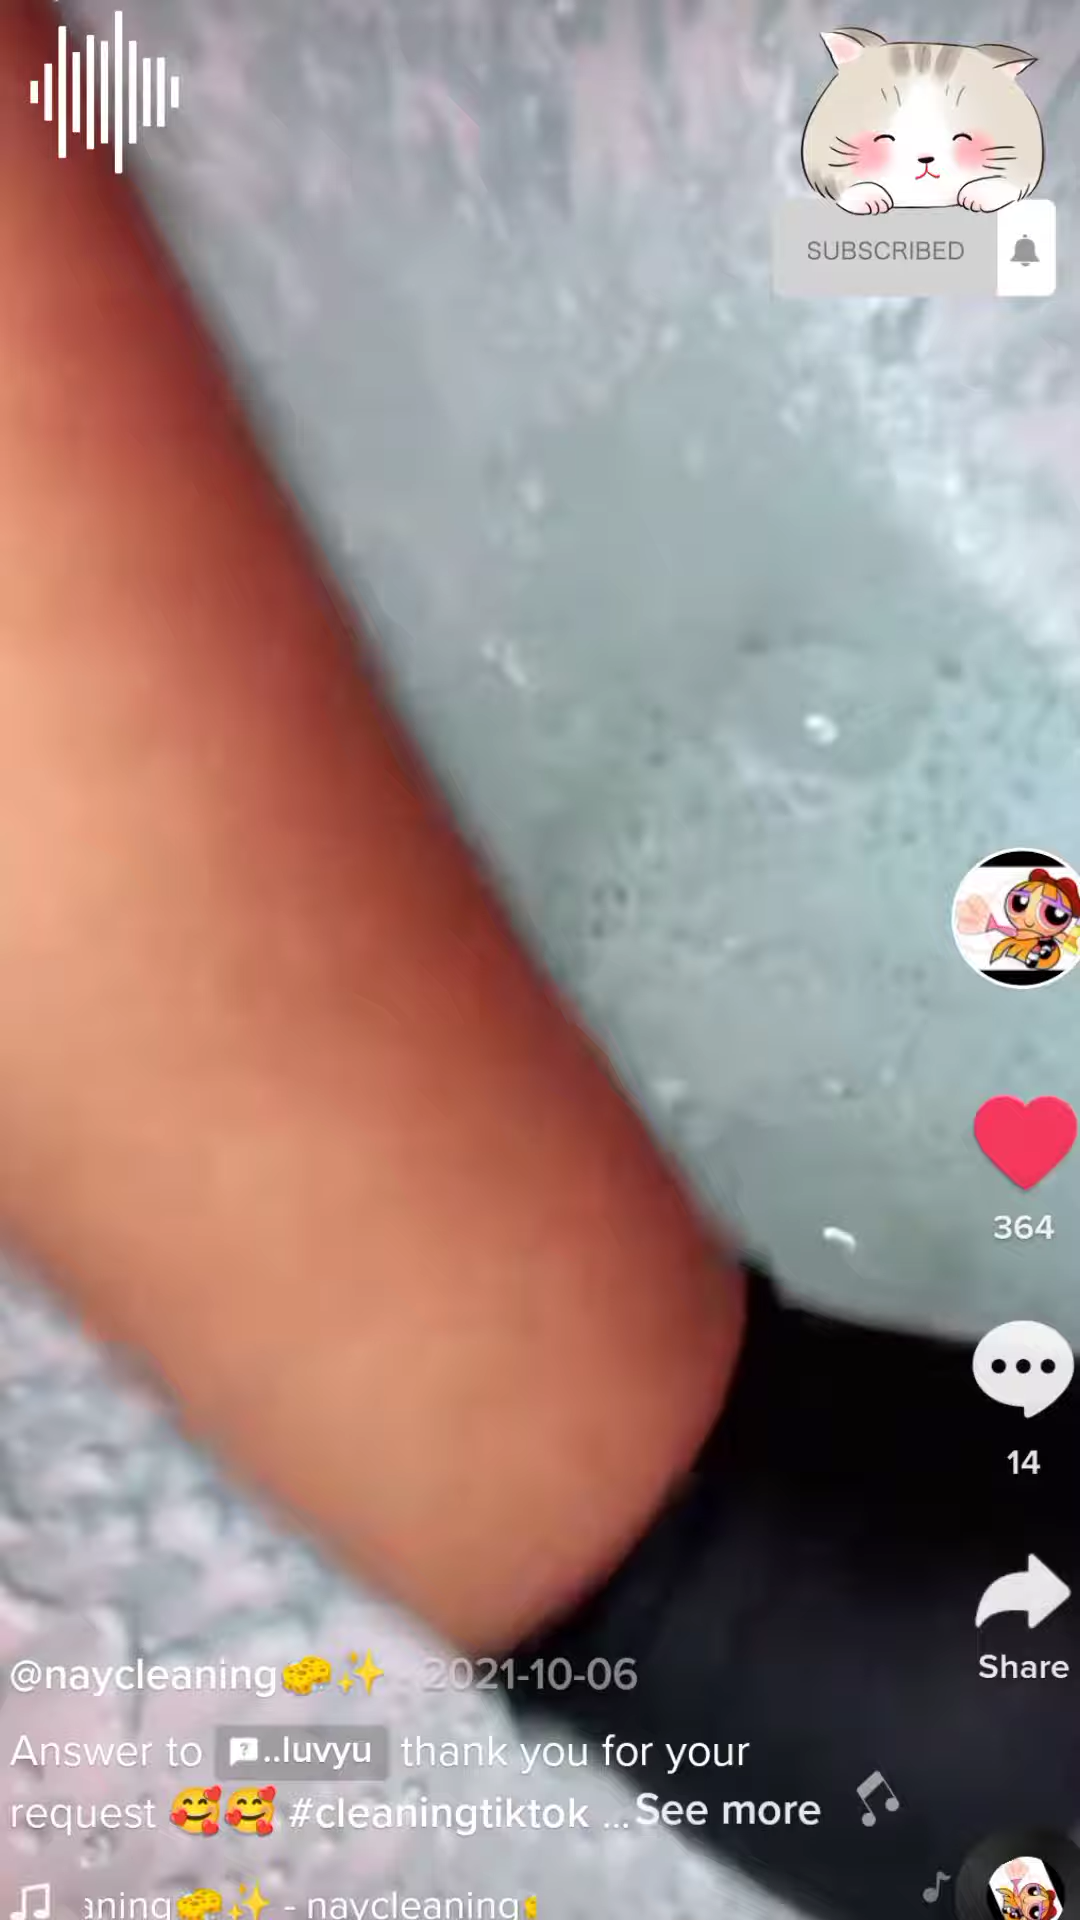 SUBSCRIBED
364
14
Share
@naycleaning🧽✨ · 2021-10-06
Answer to ..luvyu thank you for your
request 🥰🥰 #cleaningtiktok ... See more
aning🧽✨ - naycleaning